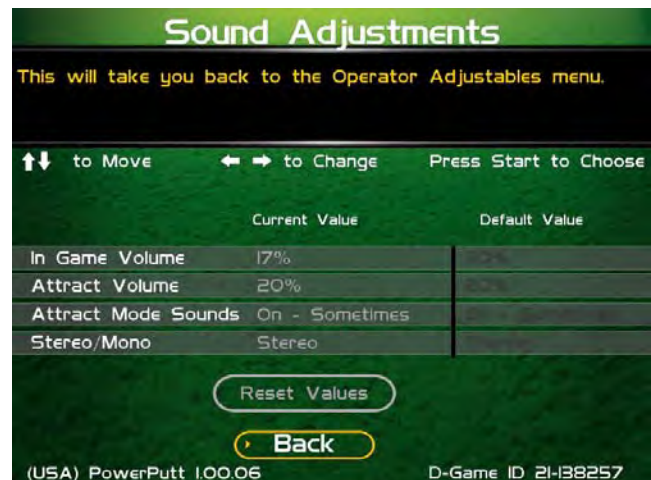 Sound Adjustments
This will take you back to the Operator Adjustables menu.
to Move to Change Press Start to Choose
Current Value Default Value
In Game Volume 17%
Attract Volume 20%
Attract Mode Sounds On - Sometimes
Stereo/Mono Stereo
Reset Values
Back
(USA) PowerPutt 1.00.06 D-Game ID 21-138257